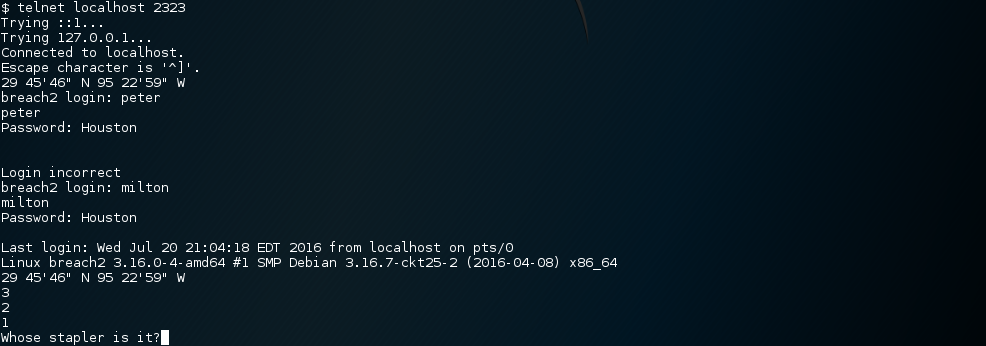 $ telnet localhost 2323
Trying ::1...
Trying 127.0.0.1...
Connected to localhost.
Escape character is '^]'.
29 45'46" N 95 22'59" W
breach2 login: peter
peter
Password: Houston
Login incorrect
breach2 login: milton
milton
Password: Houston
Last login: Wed Jul 20 21:04:18 EDT 2016 from localhost on pts/0
Linux breach2 3.16.0-4-amd64 #1 SMP Debian 3.16.7-ckt25-2 (2016-04-08) x86_64
29 45'46" N 95 22'59" W
3
2
1
Whose stapler is it?